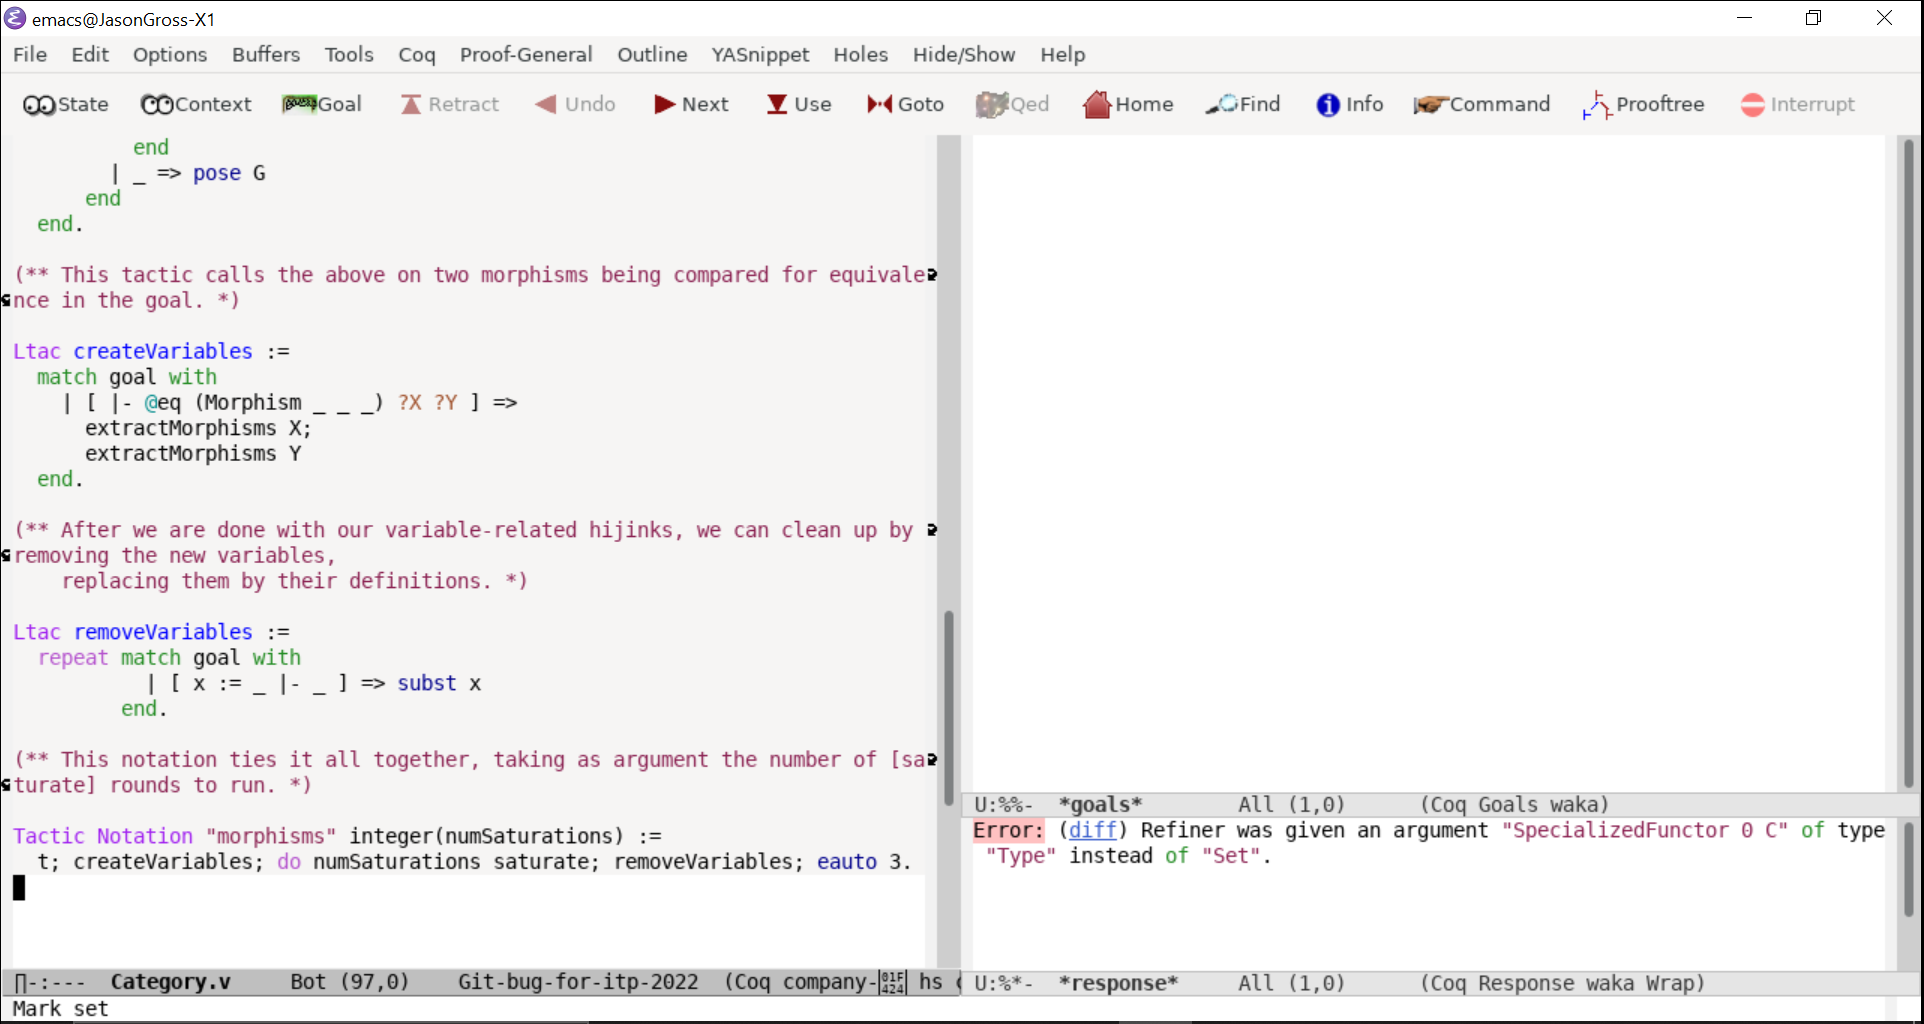 emacs@JasonGross-X1
File Edit Options Buffers Tools Coq Proof-General Outline YASnippet Holes Hide/Show Help
State Context Goal Retract Undo Next Use Goto Qed Home Find Info Command Prooftree Interrupt
end
| _ => pose G
end
end.
(** This tactic calls the above on two morphisms being compared for equivale
nce in the goal. *)
Ltac createVariables :=
match goal with
| [ |- @eq (Morphism _ _ _) ?X ?Y ] =>
extractMorphisms X;
extractMorphisms Y
end.
(** After we are done with our variable-related hijinks, we can clean up by
removing the new variables,
replacing them by their definitions. *)
Ltac removeVariables :=
repeat match goal with
| [ x := _ |- _ ] => subst x
end.
(** This notation ties it all together, taking as argument the number of [sa
turate] rounds to run. *)
Tactic Notation "morphisms" integer(numSaturations) :=
t; createVariables; do numSaturations saturate; removeVariables; eauto 3.
-:--- Category.v Bot (97,0) Git-bug-for-itp-2022 (Coq company- 01F424 hs
Mark set
U:%%- *goals* All (1,0) (Coq Goals waka)
Error: (diff) Refiner was given an argument "SpecializedFunctor 0 C" of type
"Type" instead of "Set".
U:%*- *response* All (1,0) (Coq Response waka Wrap)